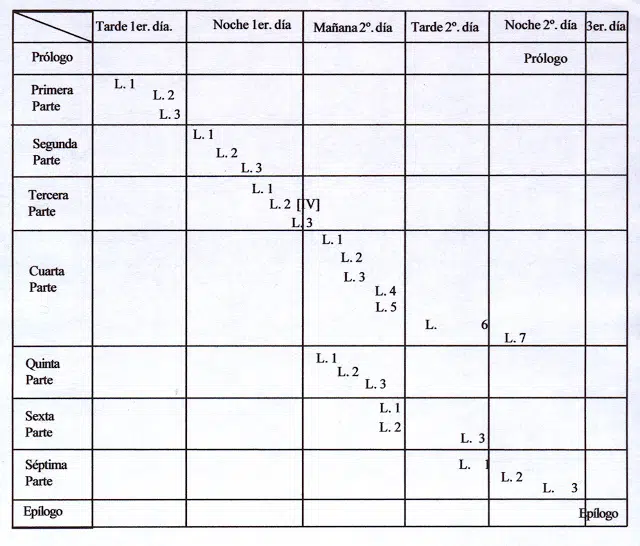 Tarde 1er. día. Noche 1er. día Mañana 2º. día Tarde 2º. día Noche 2º. día 3er. día
Prólogo Prólogo
Primera
Parte
L. 1
L. 2
L. 3
Segunda
Parte
L. 1
L. 2
L. 3
Tercera
Parte
L. 1
L. 2 [IV]
L. 3
Cuarta
Parte
L. 1
L. 2
L. 3
L. 4
L. 5
L. 6
L. 7
Quinta
Parte
L. 1
L. 2
L. 3
Sexta
Parte
L. 1
L. 2
L. 3
Séptima
Parte
L. 1
L. 2
L. 3
Epílogo Epílogo